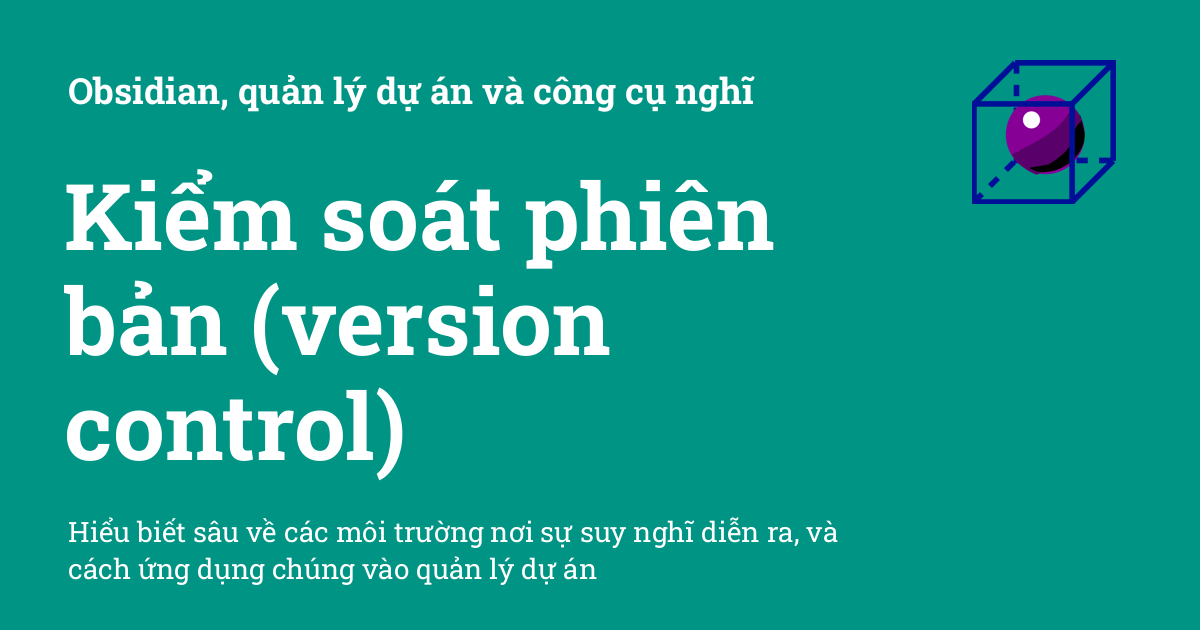 Obsidian, quản lý dự án và công cụ nghĩ
Kiểm soát phiên
bản (version
control)
Hiểu biết sâu về các môi trường nơi sự suy nghĩ diễn ra, và
cách ứng dụng chúng vào quản lý dự án